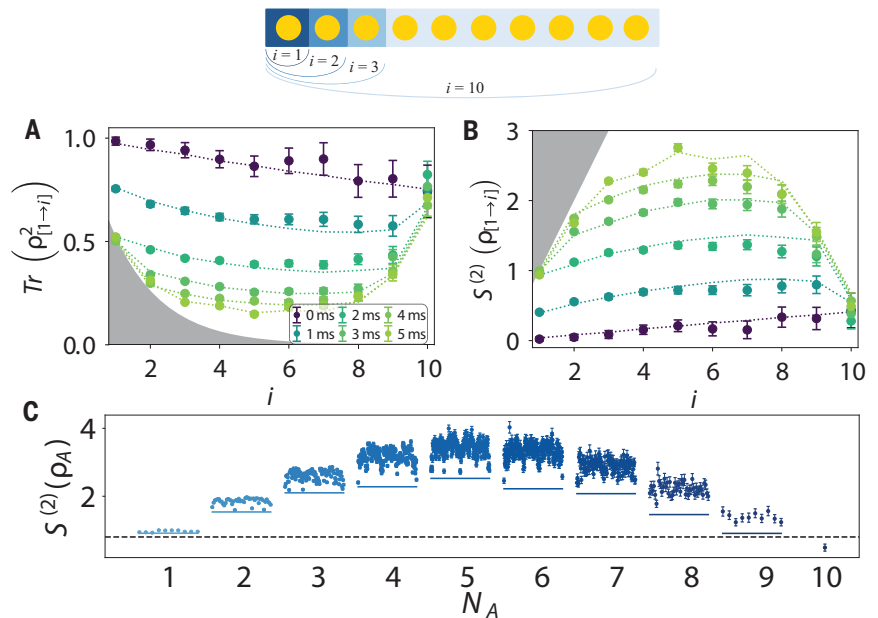 i = 1
i = 2
i = 3
i = 10
A
B
Tr (ρ²[1→i])
1.0
0.5
0.0
2 4 6 8 10
i
0 ms 2 ms 4 ms
1 ms 3 ms 5 ms
S⁽²⁾ (ρ[1→i])
3
2
1
0
2 4 6 8 10
i
C
S⁽²⁾(ρA)
4
2
1 2 3 4 5 6 7 8 9 10
NA